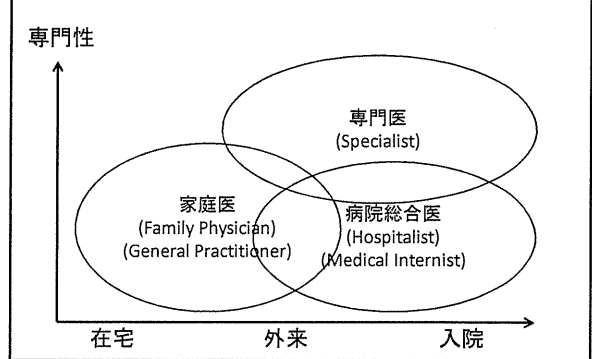 専門性
専門医
(Specialist)
家庭医
(Family Physician)
(General Practitioner)
病院総合医
(Hospitalist)
(Medical Internist)
在宅
外来
入院